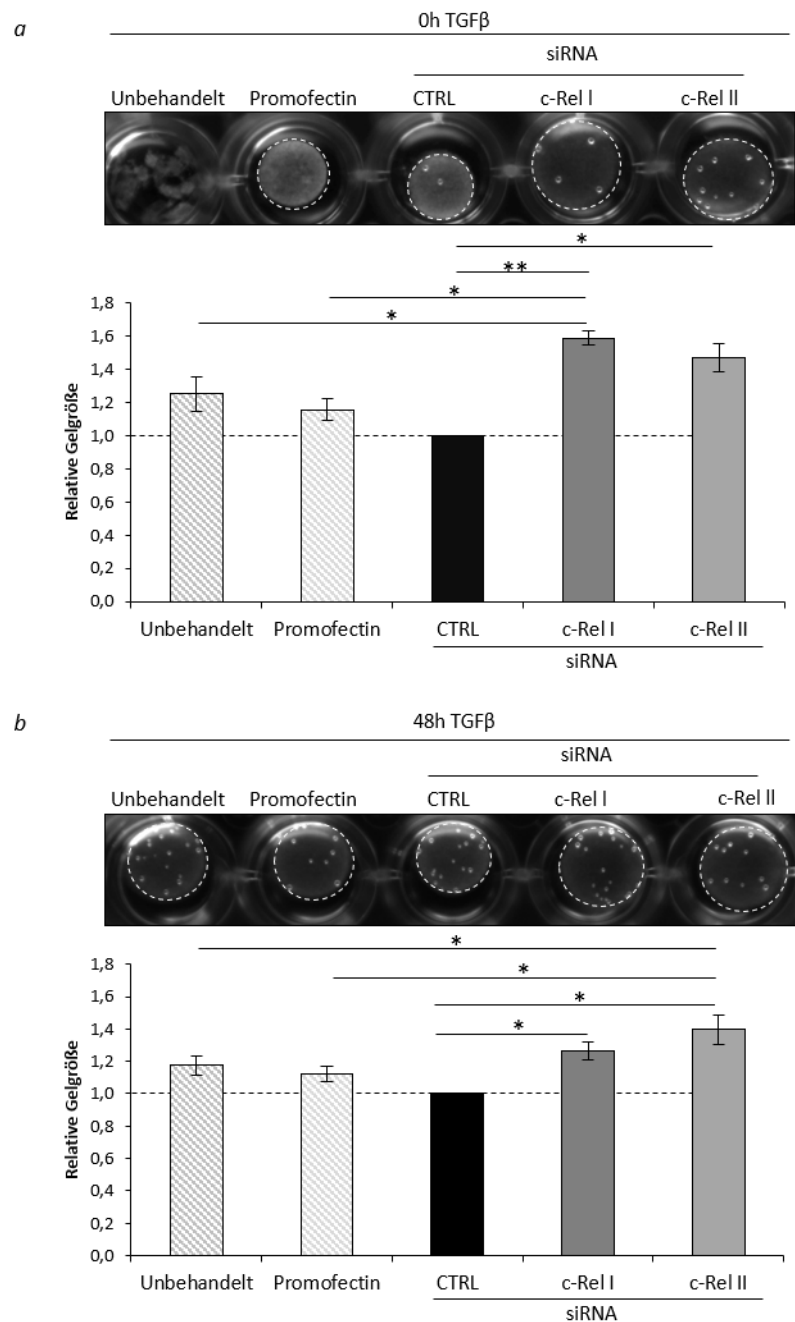 a
0h TGFβ
siRNA
Unbehandelt Promofectin CTRL c-Rel I c-Rel II
*
**
*
*
1,8
1,6
1,4
1,2
1,0
0,8
0,6
0,4
0,2
0,0
Relative Gelgröße
Unbehandelt Promofectin CTRL c-Rel I c-Rel II
siRNA
b
48h TGFβ
siRNA
Unbehandelt Promofectin CTRL c-Rel I c-Rel II
*
*
*
*
1,8
1,6
1,4
1,2
1,0
0,8
0,6
0,4
0,2
0,0
Relative Gelgröße
Unbehandelt Promofectin CTRL c-Rel I c-Rel II
siRNA